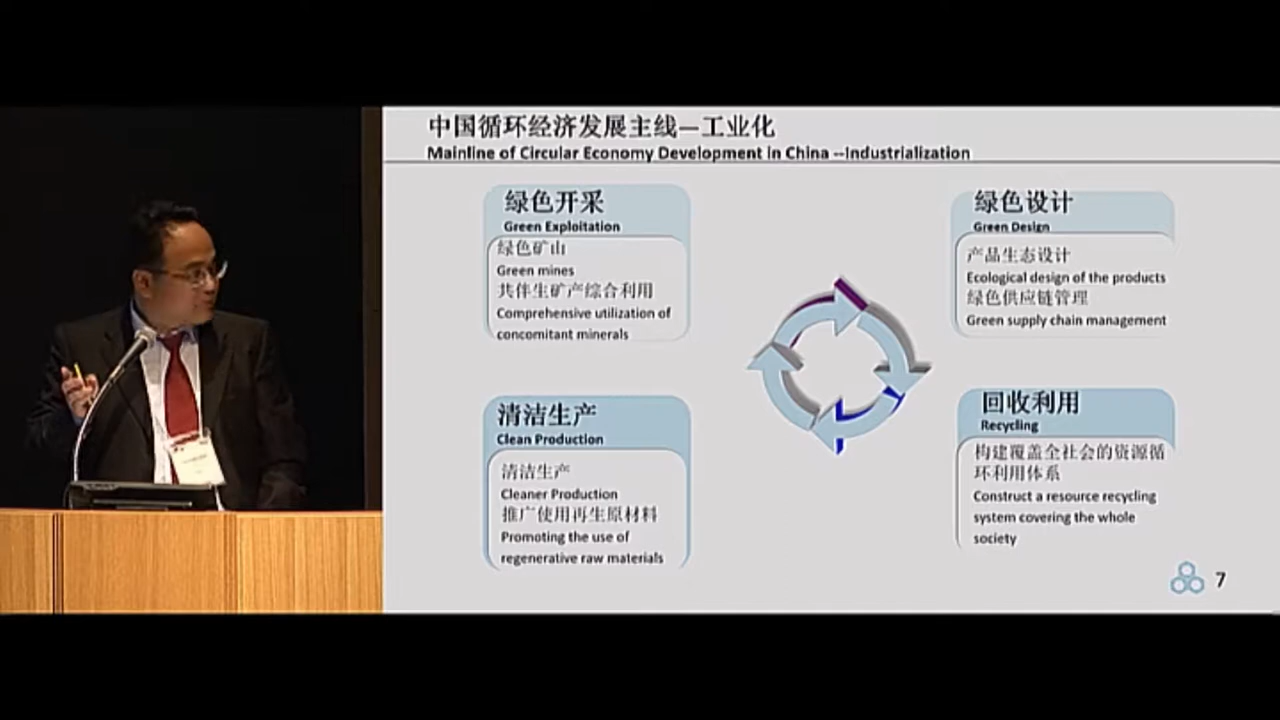 中国循环经济发展主线—工业化
Mainline of Circular Economy Development in China --Industrialization
绿色开采
Green Exploitation
绿色矿山
Green mines
共伴生矿产综合利用
Comprehensive utilization of
concomitant minerals
绿色设计
Green Design
产品生态设计
Ecological design of the products
绿色供应链管理
Green supply chain management
清洁生产
Clean Production
清洁生产
Cleaner Production
推广使用再生原材料
Promoting the use of
regenerative raw materials
回收利用
Recycling
构建覆盖全社会的资源循
环利用体系
Construct a resource recycling
system covering the whole
society
7